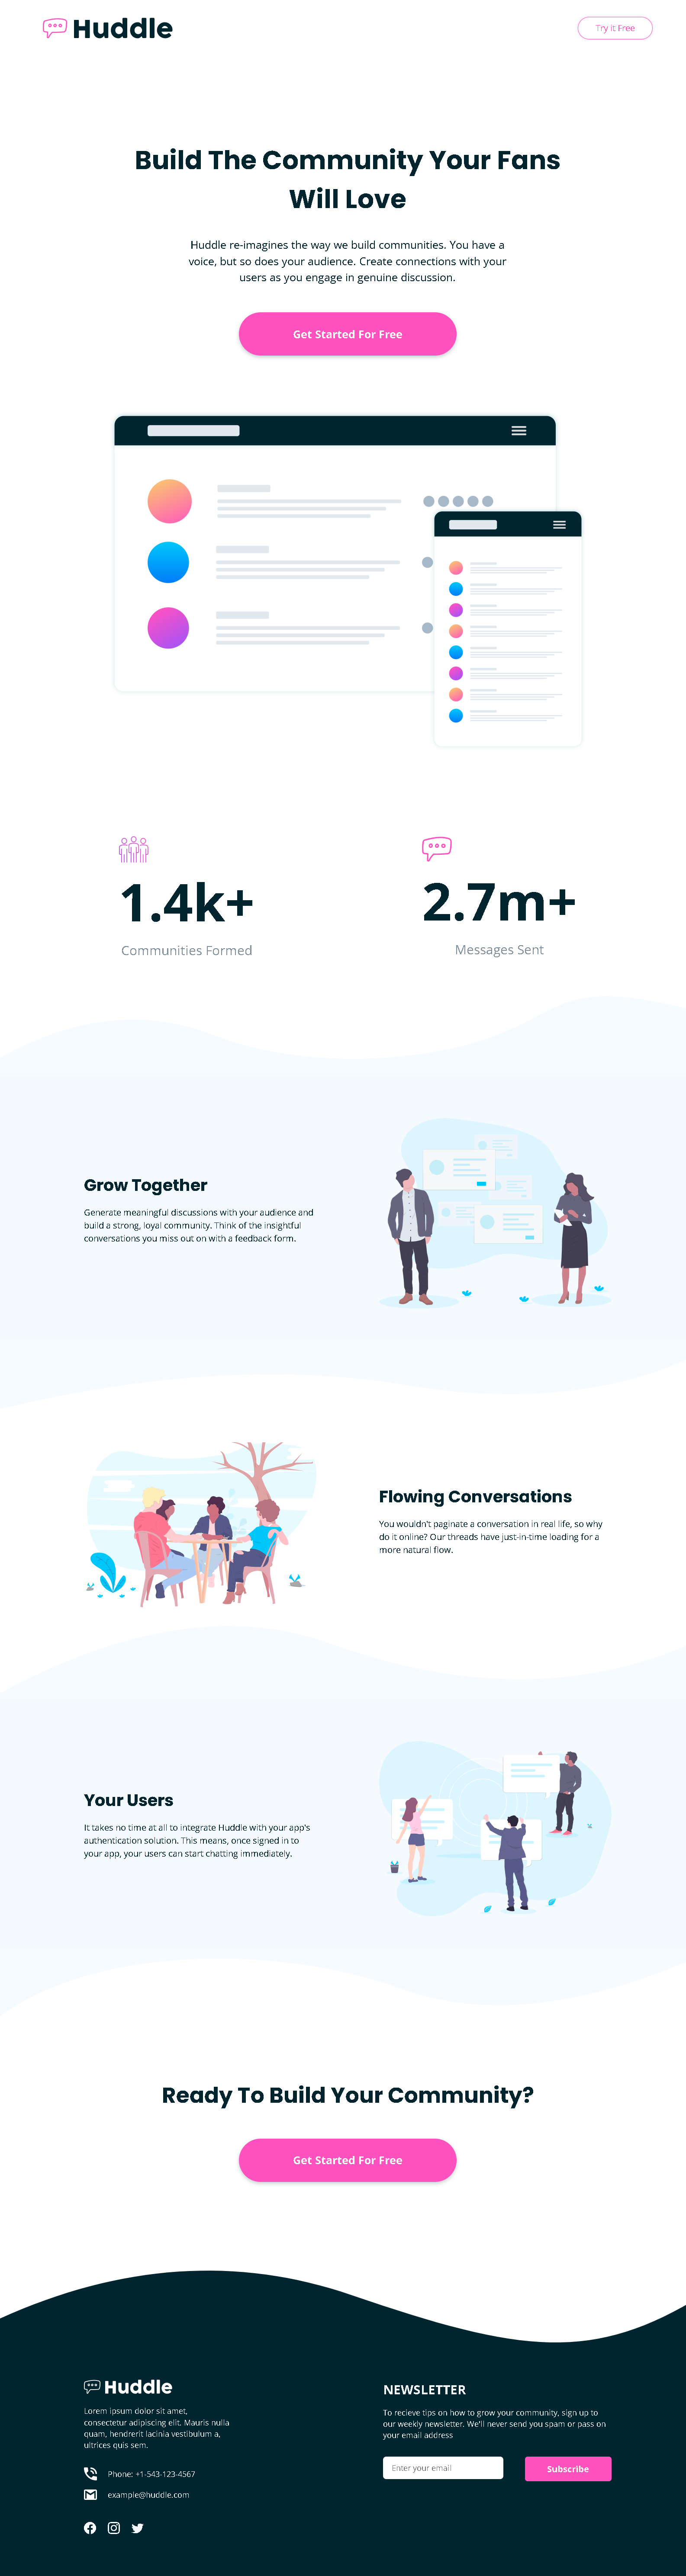 Huddle
Try It Free
Build The Community Your Fans
Will Love
Huddle re-imagines the way we build communities. You have a
voice, but so does your audience. Create connections with your
users as you engage in genuine discussion.
Get Started For Free
1.4k+
Communities Formed
2.7m+
Messages Sent
Grow Together
Generate meaningful discussions with your audience and
build a strong, loyal community. Think of the insightful
conversations you miss out on with a feedback form.
Flowing Conversations
You wouldn't paginate a conversation in real life, so why
do it online? Our threads have just-in-time loading for a
more natural flow.
Your Users
It takes no time at all to integrate Huddle with your app's
authentication solution. This means, once signed in to
your app, your users can start chatting immediately.
Ready To Build Your Community?
Get Started For Free
Huddle
Lorem ipsum dolor sit amet,
consectetur adipiscing elit. Mauris nulla
quam, hendrerit lacinia vestibulum a,
ultrices quis sem.
Phone: +1-543-123-4567
example@huddle.com
NEWSLETTER
To recieve tips on how to grow your community, sign up to
our weekly newsletter. We'll never send you spam or pass on
your email address
Enter your email
Subscribe